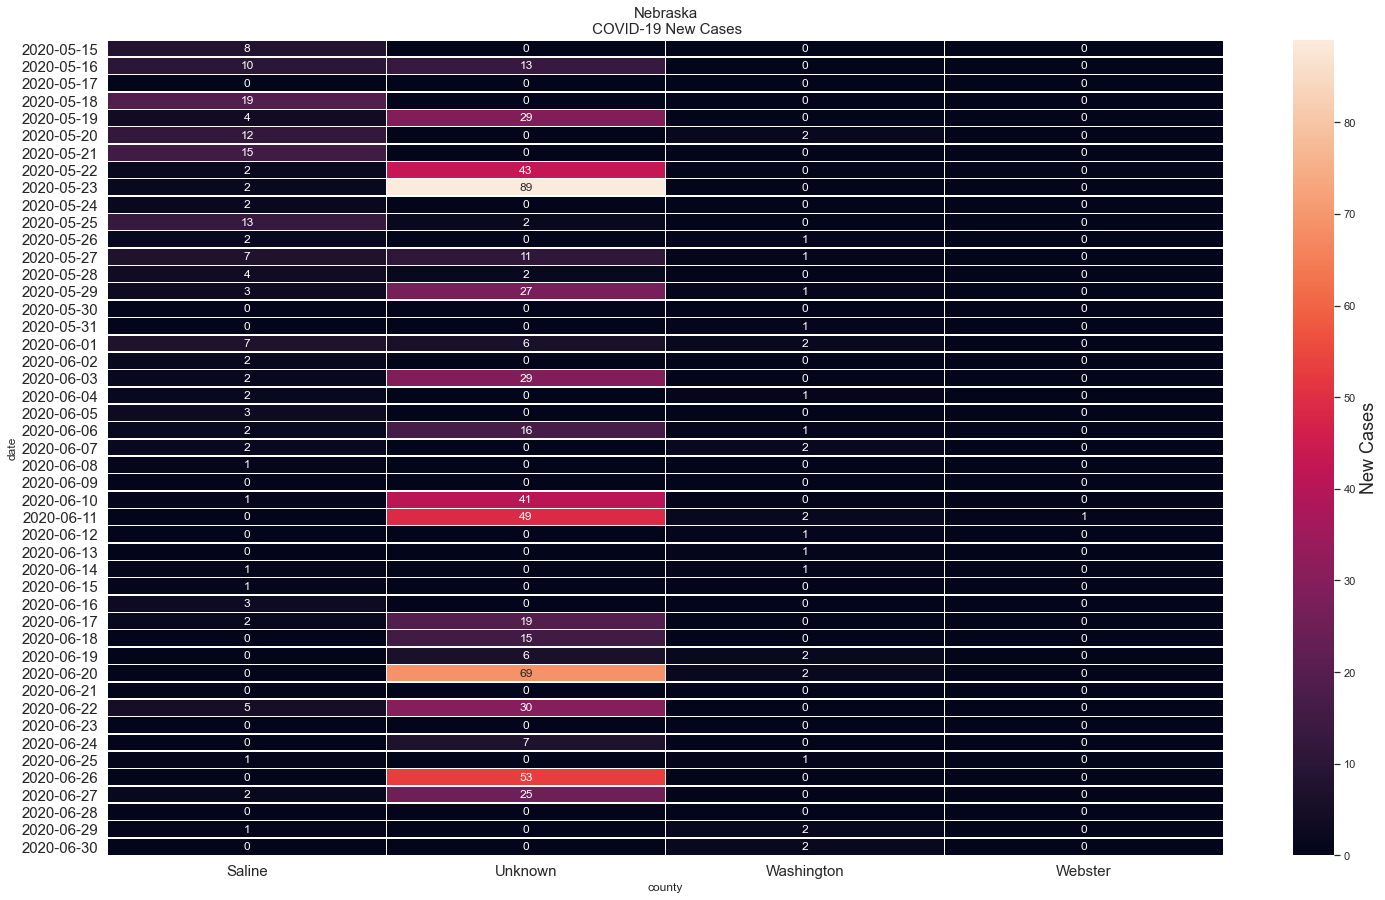 Nebraska
COVID-19 New Cases
2020-05-15 8 0 0 0
2020-05-16 10 13 0 0
2020-05-17 0 0 0 0
2020-05-18 19 0 0 0
2020-05-19 4 29 0 0
2020-05-20 12 0 2 0
2020-05-21 15 0 0 0
2020-05-22 2 43 0 0
2020-05-23 2 89 0 0
2020-05-24 2 0 0 0
2020-05-25 13 2 0 0
2020-05-26 2 0 1 0
2020-05-27 7 11 1 0
2020-05-28 4 2 0 0
2020-05-29 3 27 1 0
2020-05-30 0 0 0 0
2020-05-31 0 0 1 0
2020-06-01 7 6 2 0
2020-06-02 2 0 0 0
2020-06-03 2 29 0 0
2020-06-04 2 0 1 0
2020-06-05 3 0 0 0
2020-06-06 2 16 1 0
2020-06-07 2 0 2 0
2020-06-08 1 0 0 0
2020-06-09 0 0 0 0
2020-06-10 1 41 0 0
2020-06-11 0 49 2 1
2020-06-12 0 0 1 0
2020-06-13 0 0 1 0
2020-06-14 1 0 1 0
2020-06-15 1 0 0 0
2020-06-16 3 0 0 0
2020-06-17 2 19 0 0
2020-06-18 0 15 0 0
2020-06-19 0 6 2 0
2020-06-20 0 69 2 0
2020-06-21 0 0 0 0
2020-06-22 5 30 0 0
2020-06-23 0 0 0 0
2020-06-24 0 7 0 0
2020-06-25 1 0 1 0
2020-06-26 0 53 0 0
2020-06-27 2 25 0 0
2020-06-28 0 0 0 0
2020-06-29 1 0 2 0
2020-06-30 0 0 2 0
date
Saline Unknown Washington Webster
county
80
70
60
50
40
30
20
10
0
New Cases